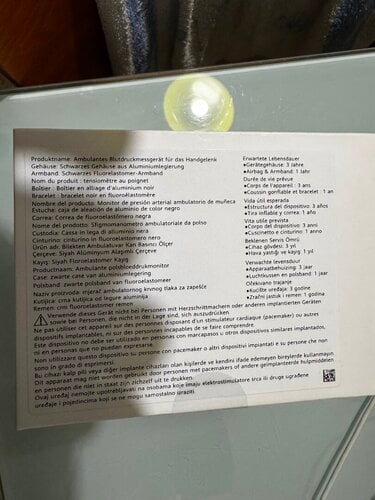 Produktname: Ambulantes Blutdruckmessgerät für das Handgelenk
Gehäuse: Schwarzes Gehäuse aus Aluminiumlegierung
Armband: Schwarzes Fluorelastomer-Armband
Nom du produit : tensiomètre au poignet
Boîtier : Boîtier en alliage d'aluminium noir
Bracelet : bracelet noir en fluoroélastomère
Nombre del producto: Monitor de presión arterial ambulatorio de muñeca
Estuche: caja de aleación de aluminio de color negro
Correa: Correa de fluoroelastómero negra
Nome del prodotto: Sfigmomanometro ambulatoriale da polso
Custodia: Cassa in lega di alluminio nera
Cinturino: cinturino in fluoroelastomero nero
Ürün adı: Bilekten Ambulatuvar Kan Basıncı Ölçer
Çerçeve: Siyah Alüminyum Alaşımlı Çerçeve
Kayış: Siyah Floroelastomer Kayış
Productnaam: Ambulante polsbloeddrukmonitor
Case: zwarte case van aluminiumlegering
Polsband: zwarte polsband van fluorelastomeer
Naziv proizvoda: mjerač ambulatornog krvnog tlaka za zapešće
Kutijica: crna kutijica od legure aluminija
Remen: crni fluoroelastomer remen
Erwartete Lebensdauer
●Gerätegehäuse: 3 Jahre
●Airbag & Armband: 1 Jahr
Durée de vie prévue
●Corps de l'appareil : 3 ans
●Coussin gonflable et bracelet : 1 an
Vida útil esperada
●Estructura del dispositivo: 3 años
●Tira inflable y correa: 1 año
Vita utile prevista
●Corpo del dispositivo: 3 anni
●Cuscinetto e cinturino: 1 anno
Beklenen Servis Ömrü
●Cihaz gövdesi: 3 yıl
●Hava yastığı ve kayış: 1 yıl
Verwachte levensduur
●Apparaatbehuizing: 3 jaar
●Luchtkussen en polsband: 1 jaar
Očekivano trajanje
●Kućište uređaja: 3 godine
●Zračni jastuk i remen: 1 godina
Verwende dieses Gerät nicht bei Personen mit Herzschrittmachern oder anderen implantierten Geräten
oder bei Personen, die nicht in der Lage sind, sich auszudrücken
Ne pas utiliser cet appareil sur des personnes disposant d'un stimulateur cardiaque (pacemaker) ou autres
dispositifs implantables, ni sur des personnes incapables de se faire comprendre.
Este dispositivo no debe ser utilizado en personas con marcapasos u otros dispositivos similares implantados,
ni en personas que no puedan expresarse.
Non utilizzare questo dispositivo su persone con pacemaker o altri dispositivi impiantati e su persone che non
sono in grado di esprimersi.
Bu cihazı kalp pili veya diğer implante cihazları olan kişilerde ve kendini ifade edemeyen bireylerde kullanmayın.
Dit apparaat mag niet worden gebruikt door personen met pacemakers of andere geïmplanteerde hulpmiddelen,
en personen die niet in staat zijn zichzelf uit te drukken.
Ovaj uređaj nemojte upotrebljavati na osobama koje imaju elektrostimulatore srca ili druge ugrađene
uređaje i pojedincima koji se ne mogu samostalno izraziti.